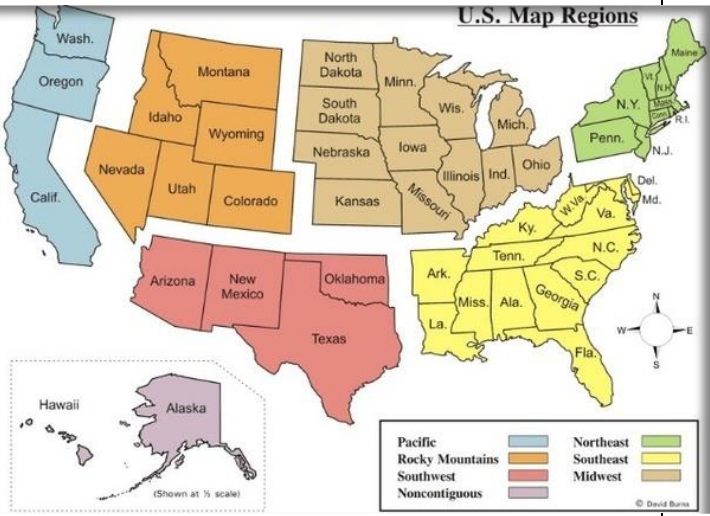 U.S. Map Regions
Wash.
Oregon
Calif.
Montana
Idaho
Wyoming
Nevada
Utah
Colorado
North
Dakota
South
Dakota
Nebraska
Kansas
Minn.
Iowa
Missouri
Wis.
Illinois
Mich.
Ind.
Ohio
Maine
Vt.
N.H.
N.Y.
Mass.
Conn.
R.I.
Penn.
N.J.
Del.
Md.
W.Va.
Va.
Ky.
Tenn.
N.C.
S.C.
Ark.
La.
Miss.
Ala.
Georgia
Fla.
Arizona
New
Mexico
Oklahoma
Texas
N
W
E
S
Hawaii
Alaska
(Shown at ½ scale)
Pacific
Rocky Mountains
Southwest
Noncontiguous
Northeast
Southeast
Midwest
© David Burns